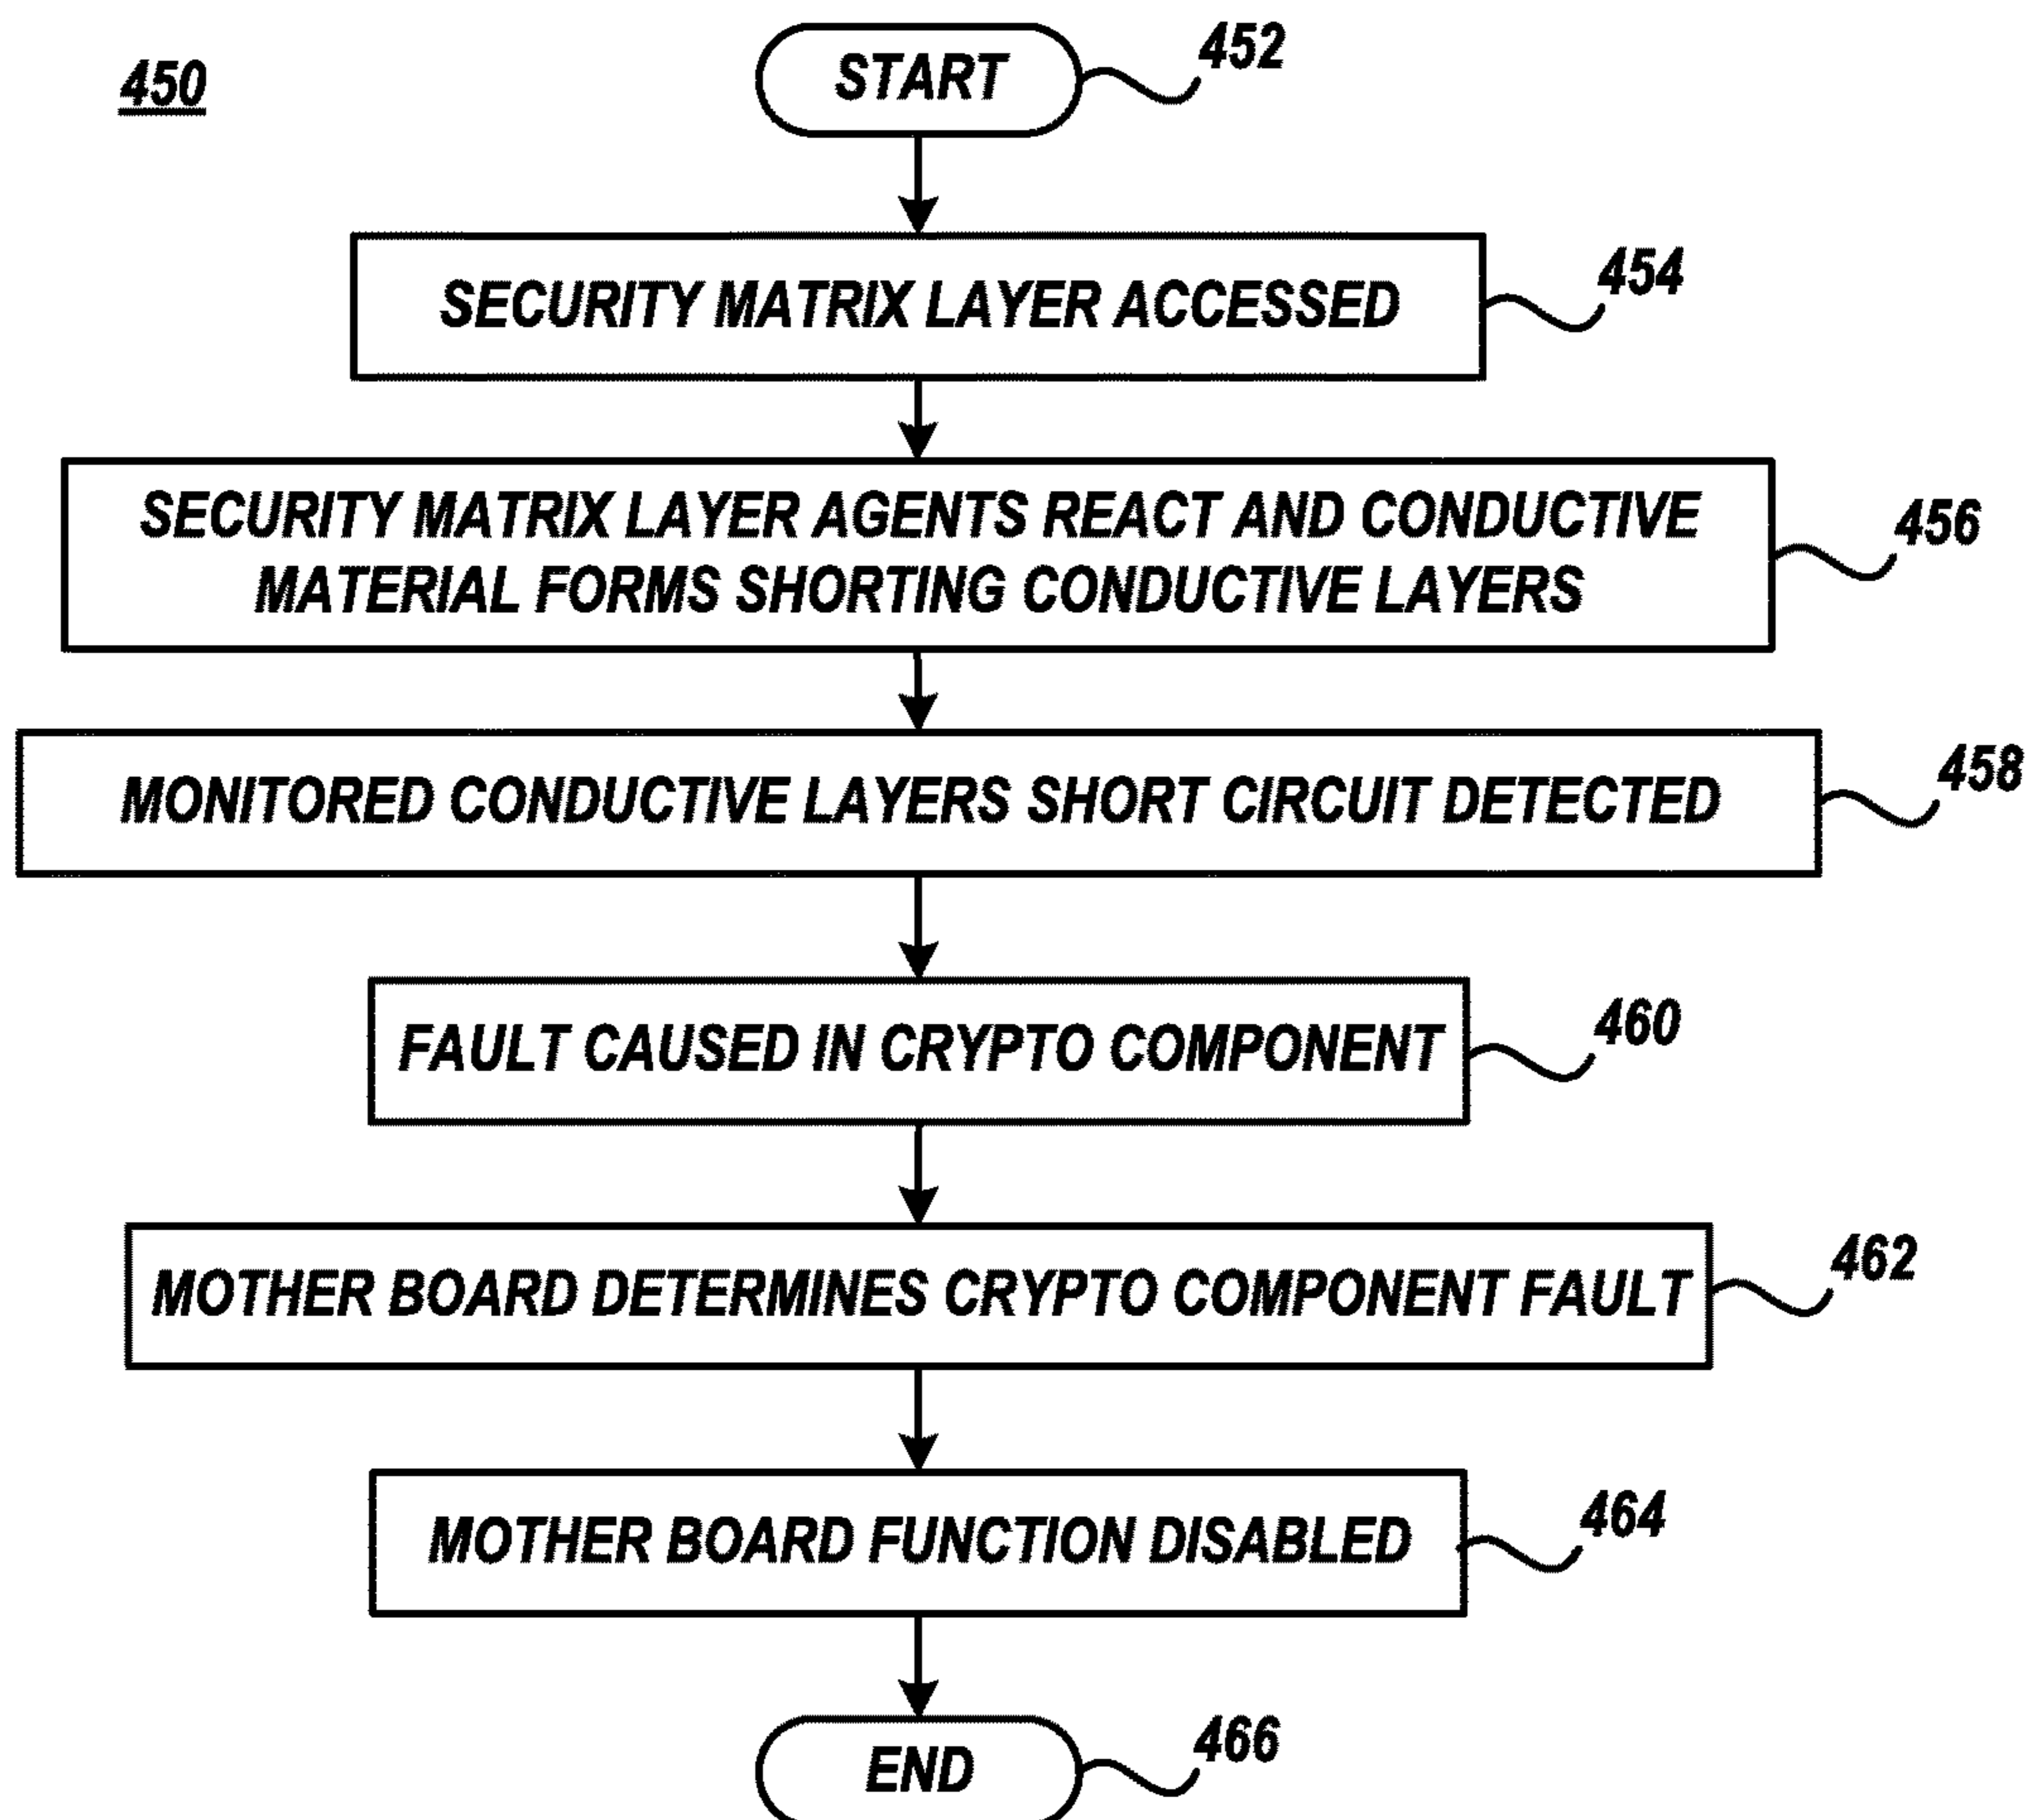 450
START
452
SECURITY MATRIX LAYER ACCESSED
454
SECURITY MATRIX LAYER AGENTS REACT AND CONDUCTIVE
MATERIAL FORMS SHORTING CONDUCTIVE LAYERS
456
MONITORED CONDUCTIVE LAYERS SHORT CIRCUIT DETECTED
458
FAULT CAUSED IN CRYPTO COMPONENT
460
MOTHER BOARD DETERMINES CRYPTO COMPONENT FAULT
462
MOTHER BOARD FUNCTION DISABLED
464
END
466